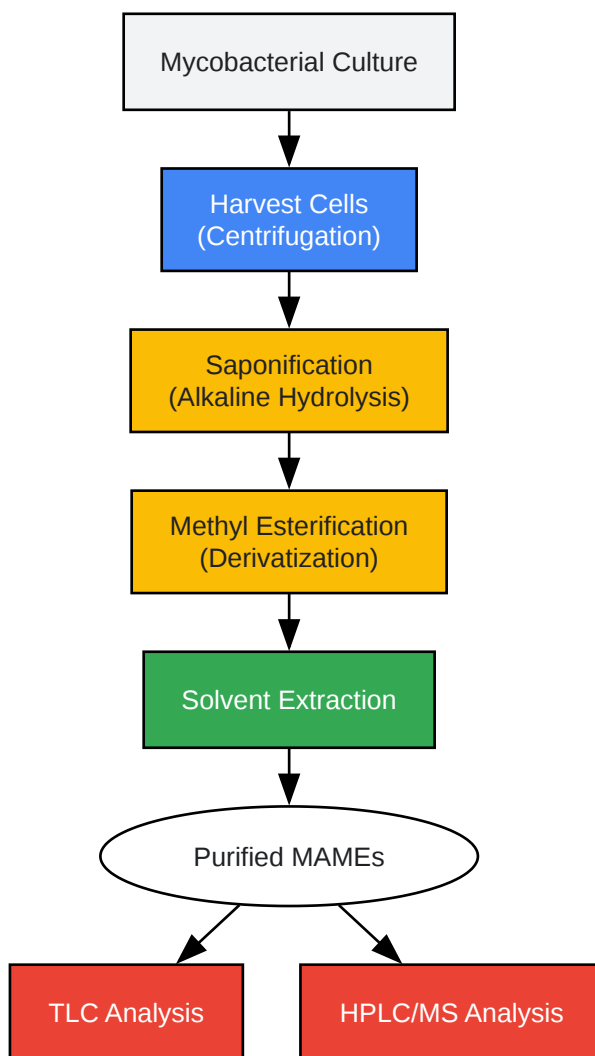 Mycobacterial Culture
Harvest Cells
(Centrifugation)
Saponification
(Alkaline Hydrolysis)
Methyl Esterification
(Derivatization)
Solvent Extraction
Purified MAMEs
TLC Analysis
HPLC/MS Analysis